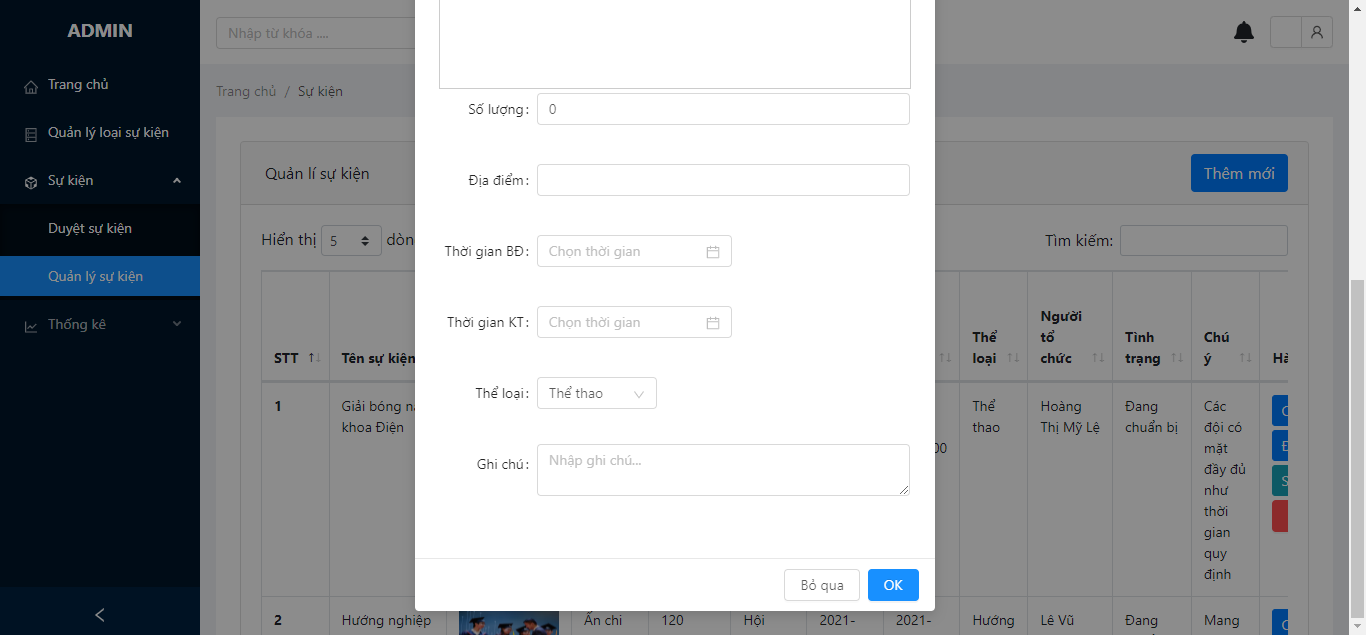 ADMIN
Trang chủ
Quản lý loại sự kiện
Sự kiện
Duyệt sự kiện
Quản lý sự kiện
Thống kê
Nhập từ khóa ....
Trang chủ / Sự kiện
Quản lí sự kiện
Thêm mới
Hiển thị 5
Tìm kiếm:
STT
Tên sự kiện
Thể
loại
Người
tổ
chức
Tình
trạng
Chú
ý
1
Giải bóng
khoa Điện
00
Thể
thao
Hoàng
Thị Mỹ Lệ
Đang
chuẩn bị
Các
đội có
mặt
đầy đủ
như
thời
gian
quy
định
2
Hướng nghiệp
Ấn chi
120
Hội
2021-
2021-
Hướng
Lê Vũ
Đang
Mang
Số lượng:
0
Địa điểm:
Thời gian BĐ:
Chọn thời gian
Thời gian KT:
Chọn thời gian
Thể loại:
Thể thao
Ghi chú:
Nhập ghi chú...
Bỏ qua
OK